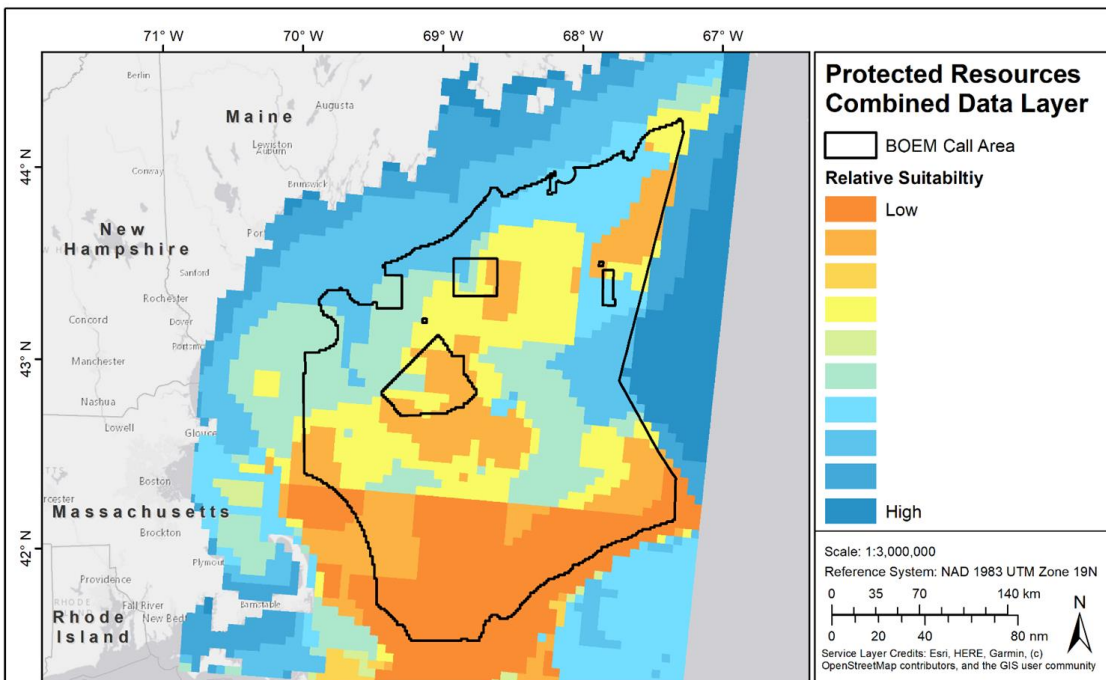 71° W 70° W 69° W 68° W 67° W
44° N
43° N
42° N
Berlin
Augusta
Maine
Lewiston
Auburn
Conway
Brunswick
New
Hampshire
Sanford
Rochester
Concord
Dover
Manchester
Nashua
Lowell
Boston
Massachusetts
Brockton
Plymou
Providence
Barnstable
Fall River
New Bed
Rhode
Island
Protected Resources
Combined Data Layer
BOEM Call Area
Relative Suitabiltiy
Low
High
Scale: 1:3,000,000
Reference System: NAD 1983 UTM Zone 19N
0 35 70 140 km
0 20 40 80 nm
N
Service Layer Credits: Esri, HERE, Garmin, (c)
OpenStreetMap contributors, and the GIS user community